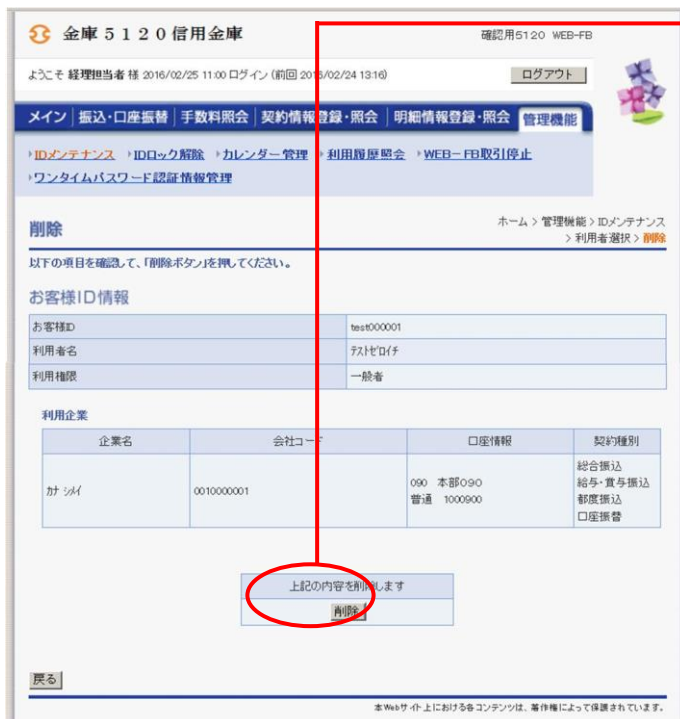 金庫５１２０信用金庫
確認用5120 WEB-FB
ようこそ 経理担当者 様 2016/02/25 11:00 ログイン (前回 2016/02/24 13:16)
ログアウト
メイン 振込・口座振替 手数料照会 契約情報登録・照会 明細情報登録・照会 管理機能
IDメンテナンス IDロック解除 カレンダー管理 利用履歴照会 WEB－FB取引停止
ワンタイムパスワード認証情報管理
削除
ホーム > 管理機能 > IDメンテナンス
> 利用者選択 > 削除
以下の項目を確認して、「削除ボタン」を押してください。
お客様ID情報
お客様ID test000001
利用者名 ﾃｽﾄｾﾞﾛｲﾁ
利用権限 一般者
利用企業
企業名 会社コード 口座情報 契約種別
ｶﾅ ｼﾒｲ 0010000001 090 本部090 普通 1000900
総合振込
給与・賞与振込
都度振込
口座振替
上記の内容を削除します
削除
戻る
本Webサイト上における各コンテンツは、著作権によって保護されています。